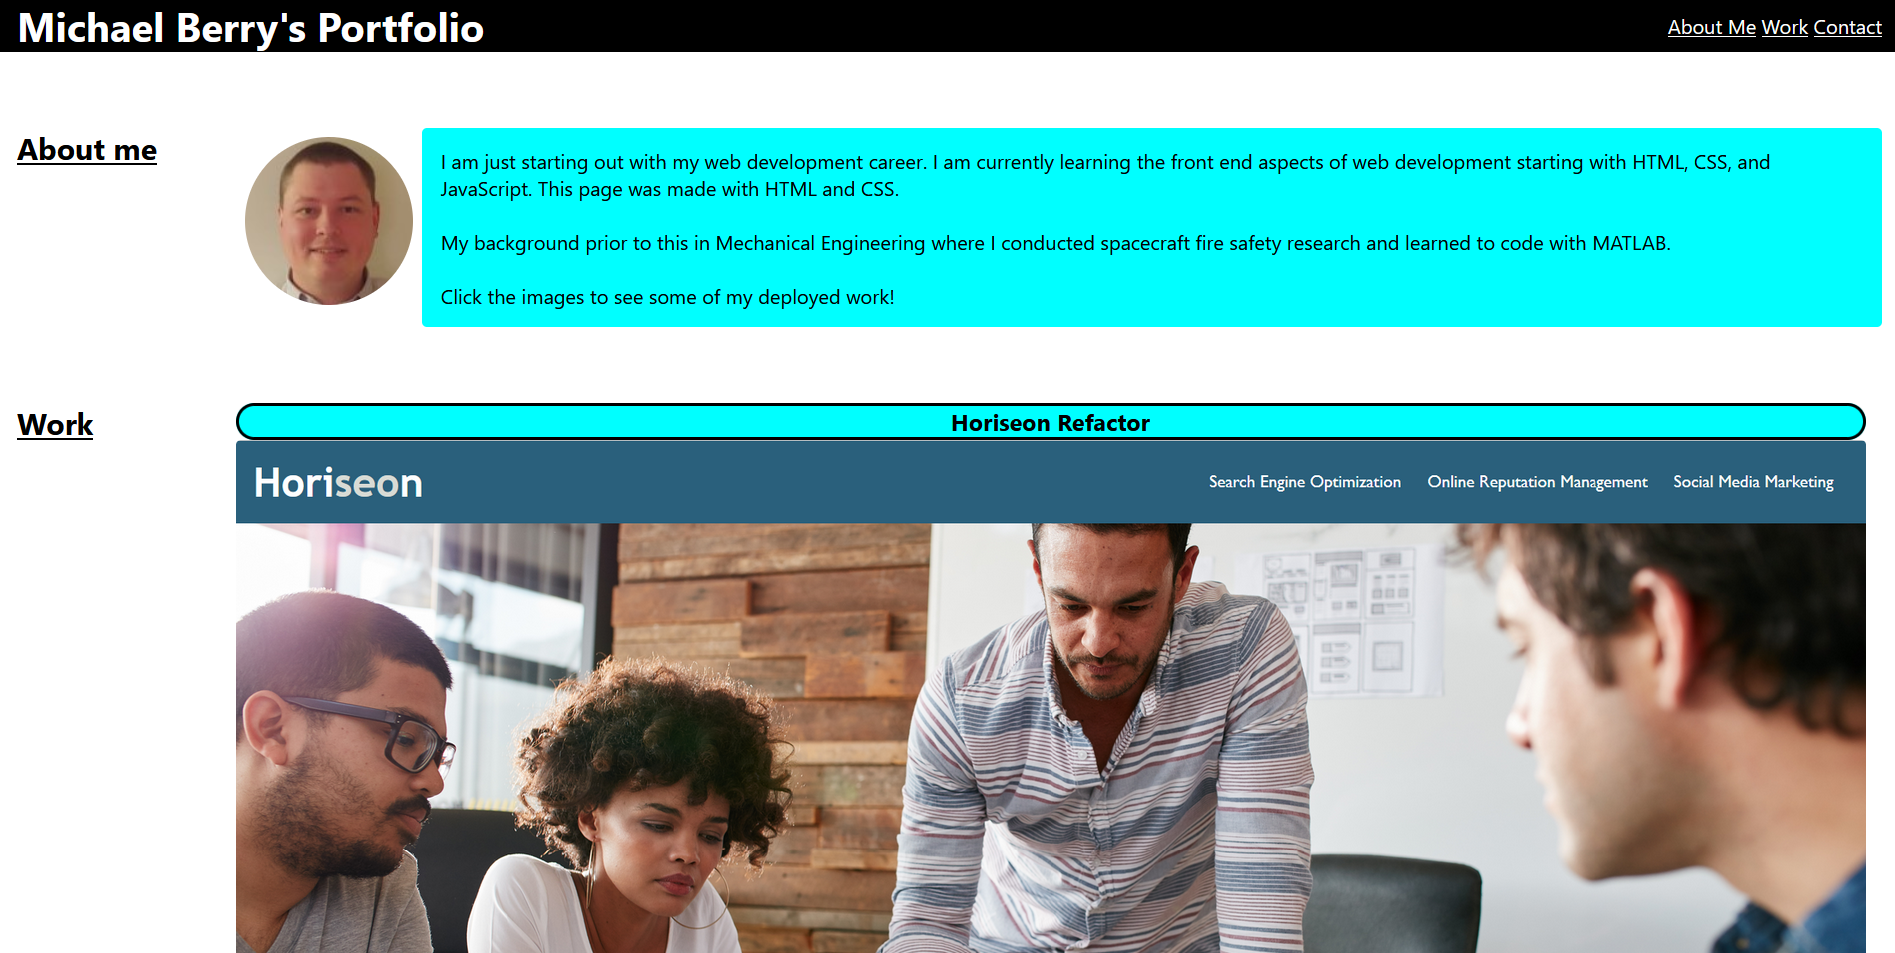 Michael Berry's Portfolio
About Me Work Contact
About me
I am just starting out with my web development career. I am currently learning the front end aspects of web development starting with HTML, CSS, and
JavaScript. This page was made with HTML and CSS.
My background prior to this in Mechanical Engineering where I conducted spacecraft fire safety research and learned to code with MATLAB.
Click the images to see some of my deployed work!
Work
Horiseon Refactor
Horiseon
Search Engine Optimization Online Reputation Management Social Media Marketing